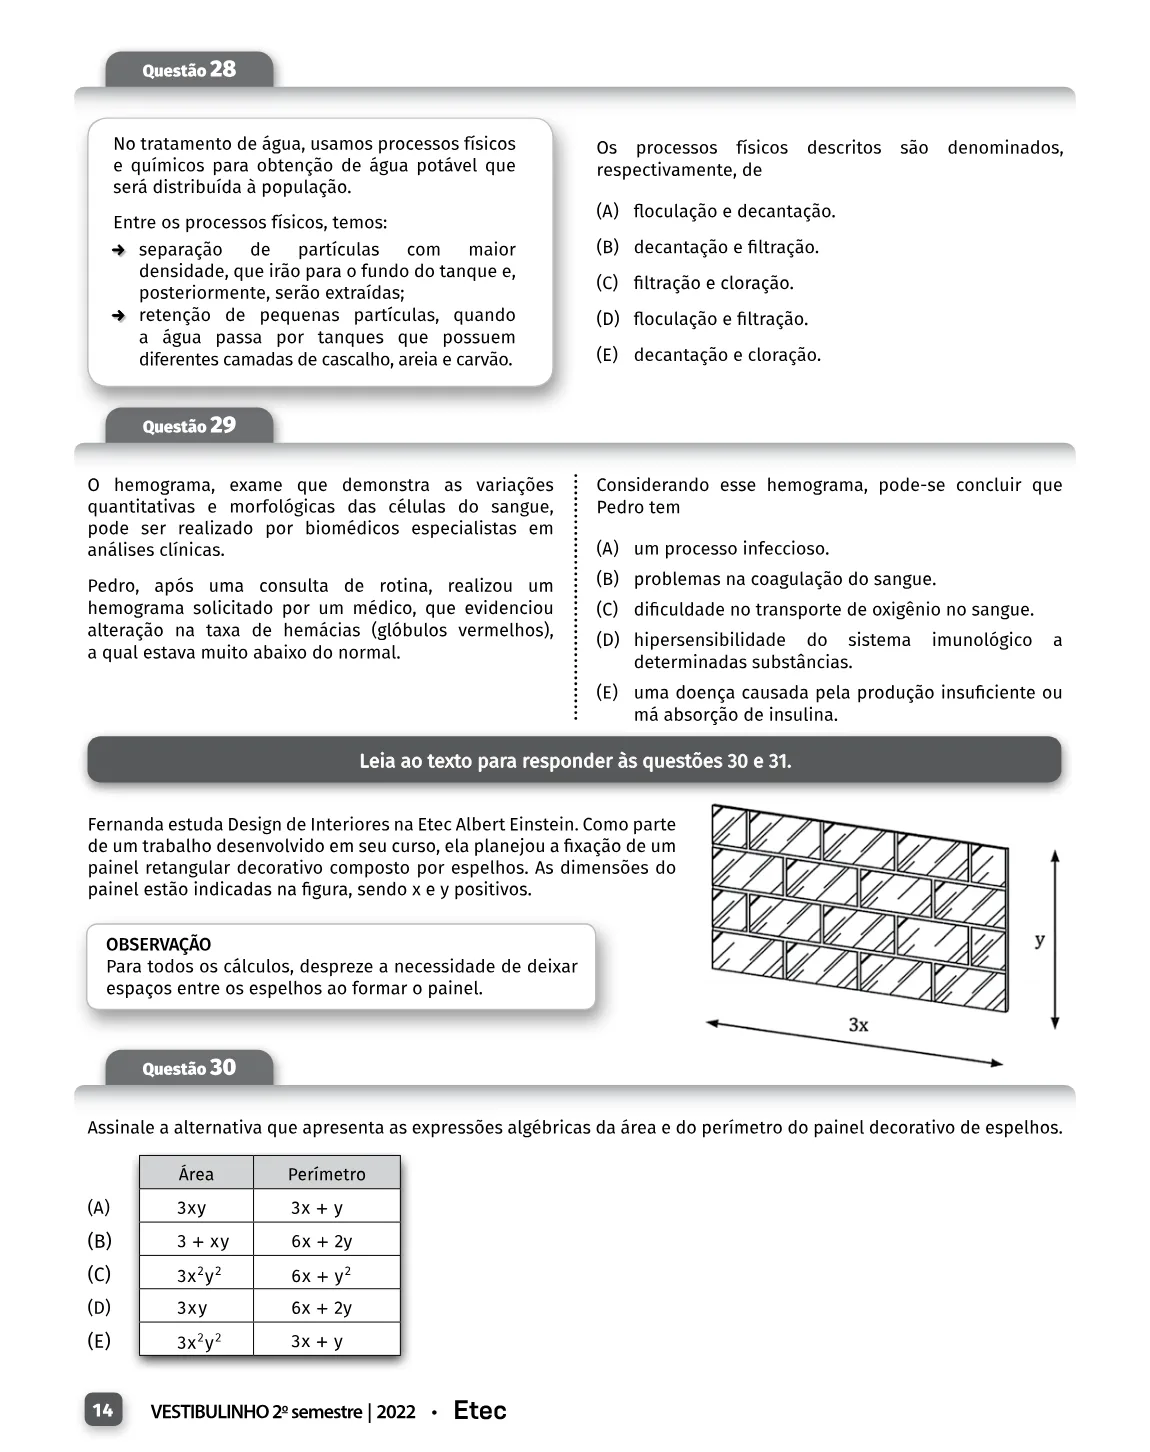 Questão 28
No tratamento de água, usamos processos físicos
e químicos para obtenção de água potável que
será distribuída à população.
Entre os processos físicos, temos:
➜ separação de partículas com maior
densidade, que irão para o fundo do tanque e,
posteriormente, serão extraídas;
➜ retenção de pequenas partículas, quando
a água passa por tanques que possuem
diferentes camadas de cascalho, areia e carvão.
Os processos físicos descritos são denominados,
respectivamente, de
(A) floculação e decantação.
(B) decantação e filtração.
(C) filtração e cloração.
(D) floculação e filtração.
(E) decantação e cloração.
Questão 29
O hemograma, exame que demonstra as variações
quantitativas e morfológicas das células do sangue,
pode ser realizado por biomédicos especialistas em
análises clínicas.
Pedro, após uma consulta de rotina, realizou um
hemograma solicitado por um médico, que evidenciou
alteração na taxa de hemácias (glóbulos vermelhos),
a qual estava muito abaixo do normal.
Considerando esse hemograma, pode-se concluir que
Pedro tem
(A) um processo infeccioso.
(B) problemas na coagulação do sangue.
(C) dificuldade no transporte de oxigênio no sangue.
(D) hipersensibilidade do sistema imunológico a
determinadas substâncias.
(E) uma doença causada pela produção insuficiente ou
má absorção de insulina.
Leia ao texto para responder às questões 30 e 31.
Fernanda estuda Design de Interiores na Etec Albert Einstein. Como parte
de um trabalho desenvolvido em seu curso, ela planejou a fixação de um
painel retangular decorativo composto por espelhos. As dimensões do
painel estão indicadas na figura, sendo x e y positivos.
OBSERVAÇÃO
Para todos os cálculos, despreze a necessidade de deixar
espaços entre os espelhos ao formar o painel.
y
3x
Questão 30
Assinale a alternativa que apresenta as expressões algébricas da área e do perímetro do painel decorativo de espelhos.
Área Perímetro
(A) 3xy 3x + y
(B) 3 + xy 6x + 2y
(C) 3x²y² 6x + y²
(D) 3xy 6x + 2y
(E) 3x²y² 3x + y
14 VESTIBULINHO 2º semestre | 2022 • Etec